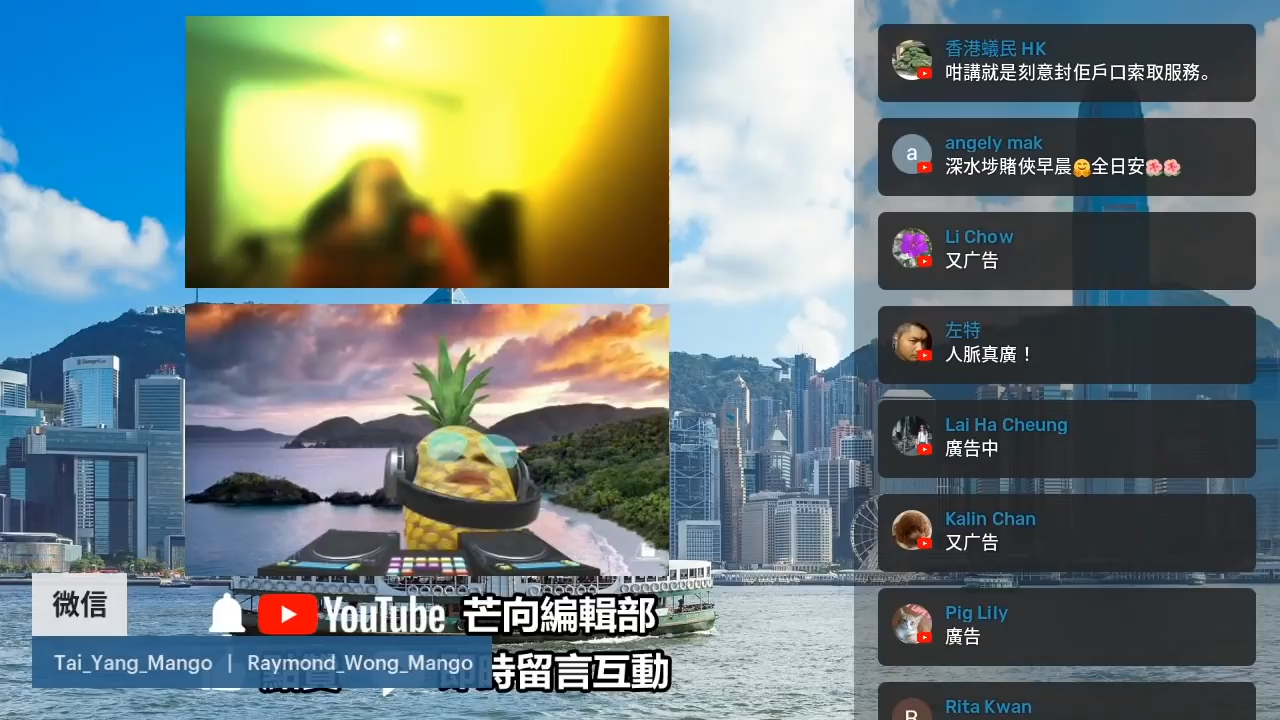 香港蟻民 HK
咁講就是刻意封佢戶口索取服務。
angely mak
深水埗賭俠早晨🤗全日安🌺🌺
Li Chow
又广告
左特
人脈真廣！
Lai Ha Cheung
廣告中
Kalin Chan
又广告
Pig Lily
廣告
Rita Kwan
微信
Tai_Yang_Mango | Raymond_Wong_Mango
YouTube 芒向編輯部
時留言互動